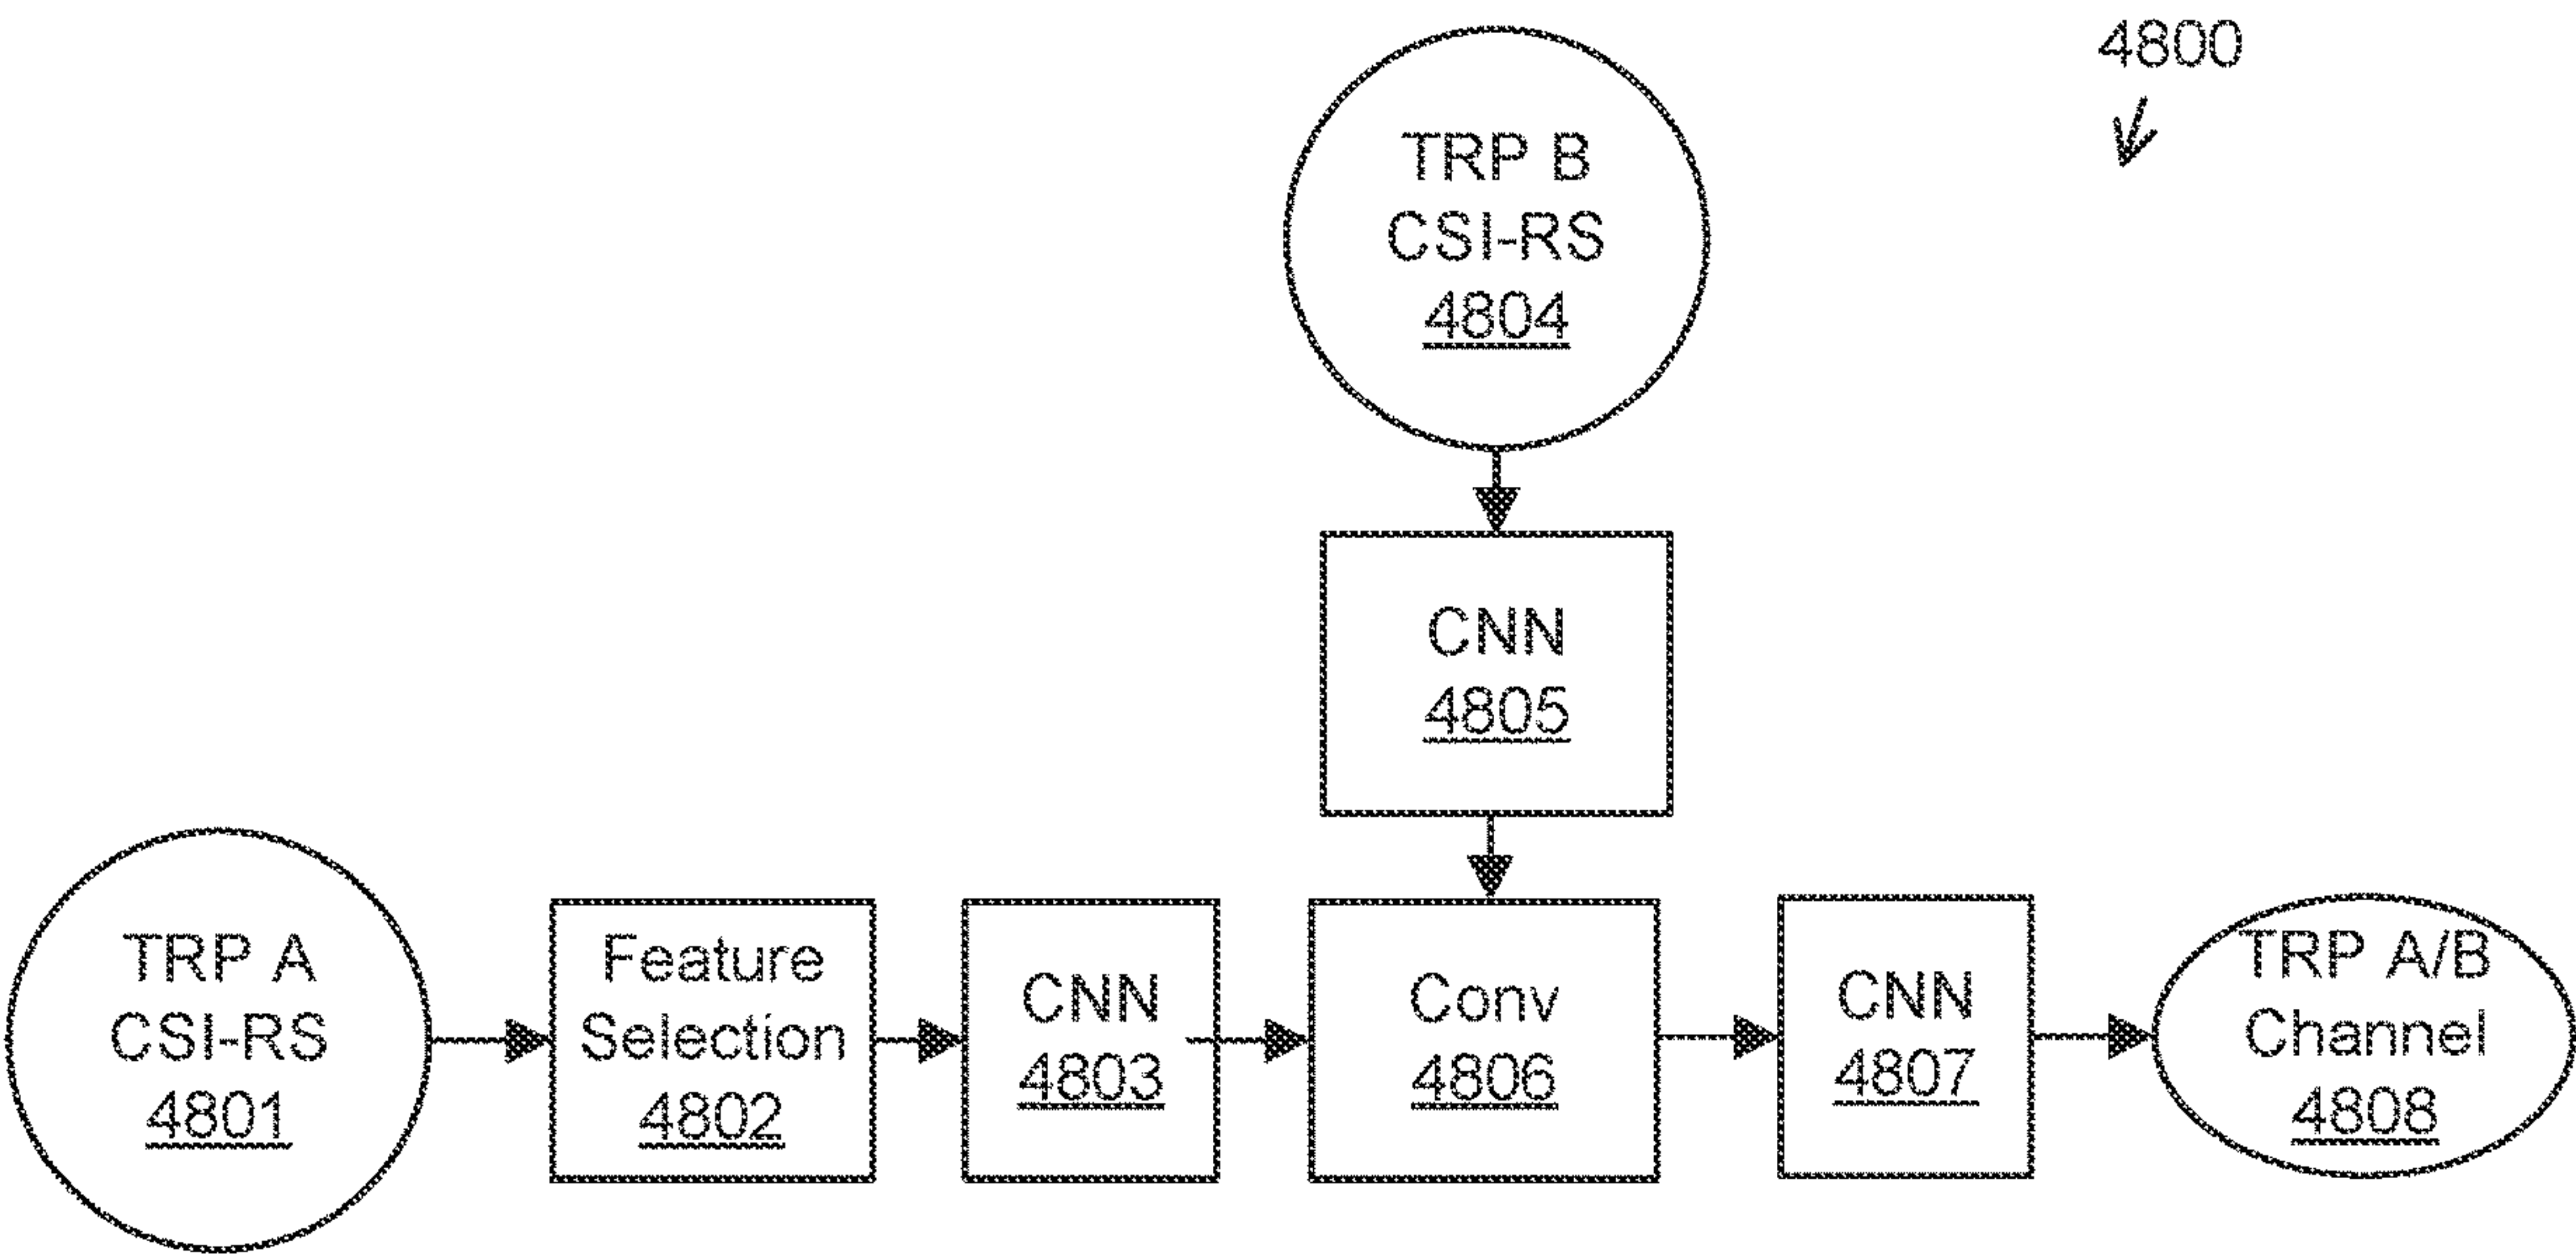 4800
TRP B
CSI-RS
4804
CNN
4805
TRP A
CSI-RS
4801
Feature
Selection
4802
CNN
4803
Conv
4806
CNN
4807
TRP A/B
Channel
4808